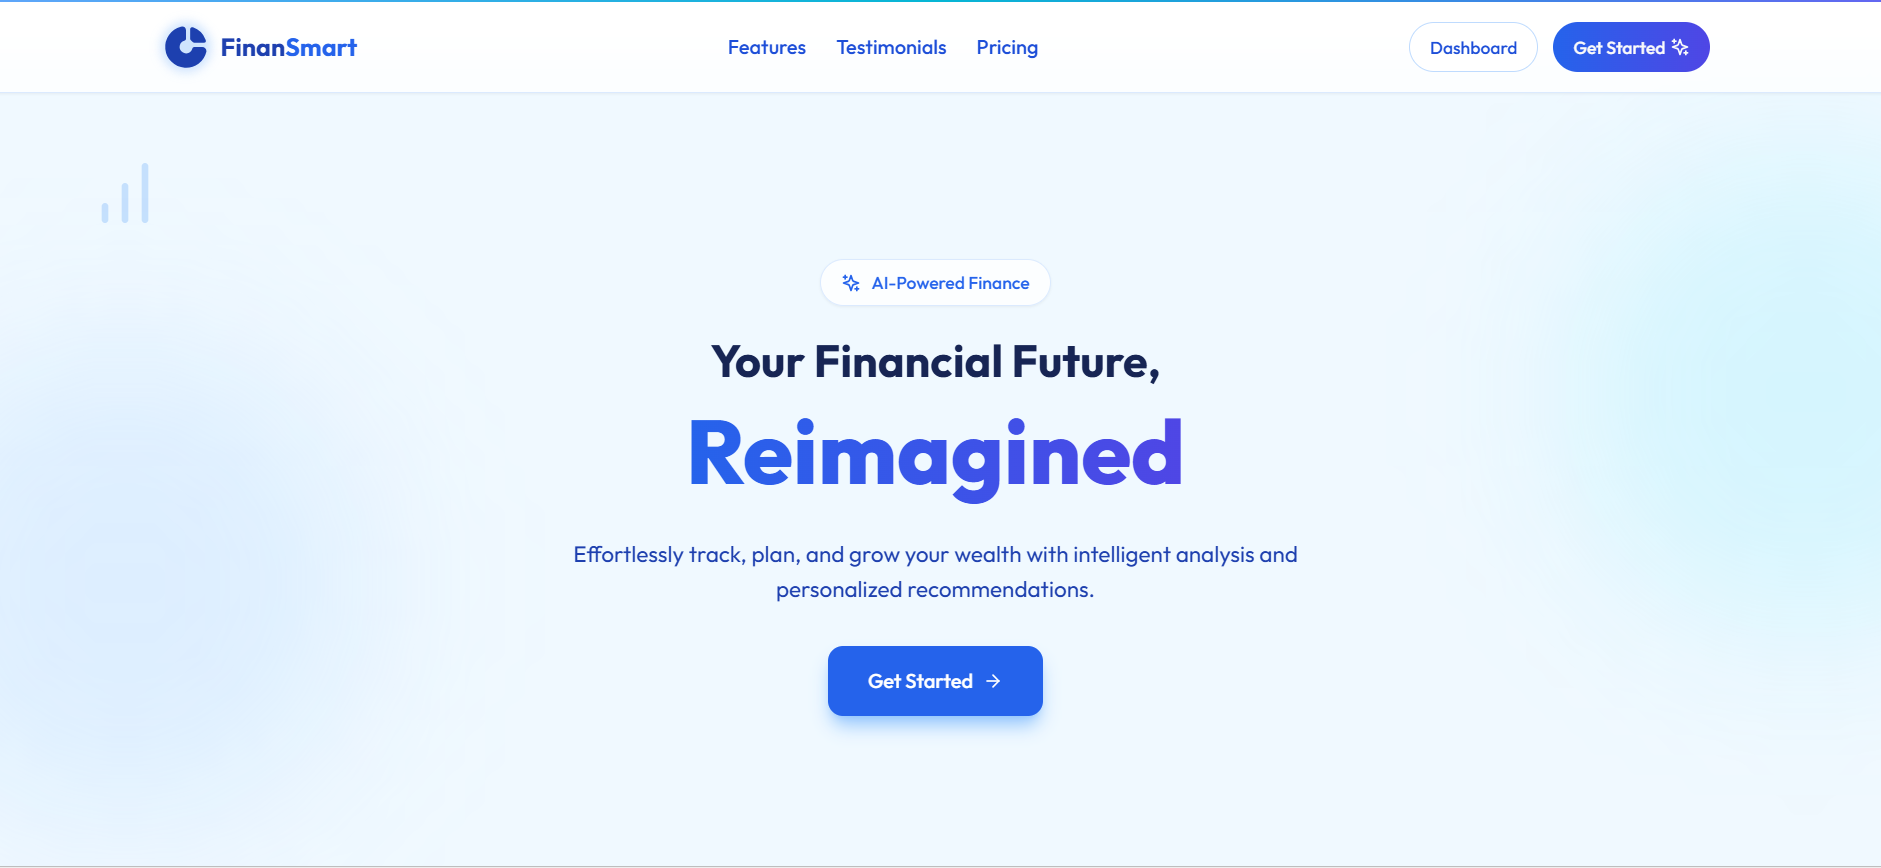 FinanSmart
Features
Testimonials
Pricing
Dashboard
Get Started
AI-Powered Finance
Your Financial Future,
Reimagined
Effortlessly track, plan, and grow your wealth with intelligent analysis and
personalized recommendations.
Get Started